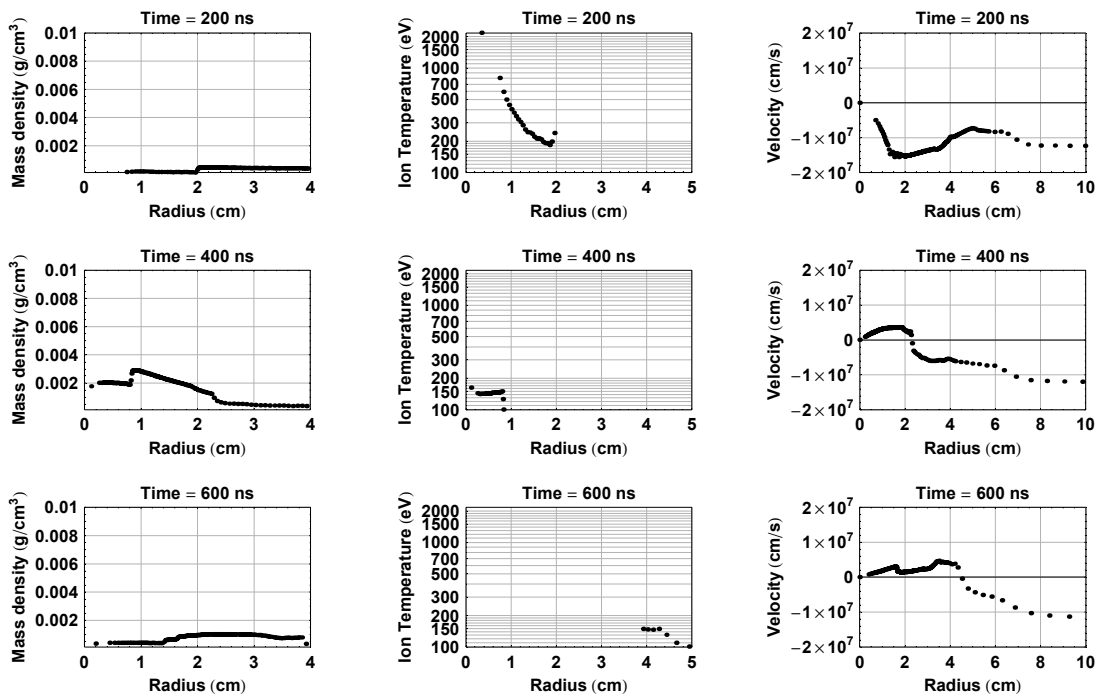 Time = 200 ns
Mass density (g/cm³)
0.01
0.008
0.006
0.004
0.002
0 1 2 3 4
Radius (cm)
Time = 200 ns
Ion Temperature (eV)
2000
1500
1000
700
500
300
200
150
100
0 1 2 3 4 5
Radius (cm)
Time = 200 ns
Velocity (cm/s)
2×10⁷
1×10⁷
0
−1×10⁷
−2×10⁷
0 2 4 6 8 10
Radius (cm)
Time = 400 ns
Mass density (g/cm³)
0.01
0.008
0.006
0.004
0.002
0 1 2 3 4
Radius (cm)
Time = 400 ns
Ion Temperature (eV)
2000
1500
1000
700
500
300
200
150
100
0 1 2 3 4 5
Radius (cm)
Time = 400 ns
Velocity (cm/s)
2×10⁷
1×10⁷
0
−1×10⁷
−2×10⁷
0 2 4 6 8 10
Radius (cm)
Time = 600 ns
Mass density (g/cm³)
0.01
0.008
0.006
0.004
0.002
0 1 2 3 4
Radius (cm)
Time = 600 ns
Ion Temperature (eV)
2000
1500
1000
700
500
300
200
150
100
0 1 2 3 4 5
Radius (cm)
Time = 600 ns
Velocity (cm/s)
2×10⁷
1×10⁷
0
−1×10⁷
−2×10⁷
0 2 4 6 8 10
Radius (cm)